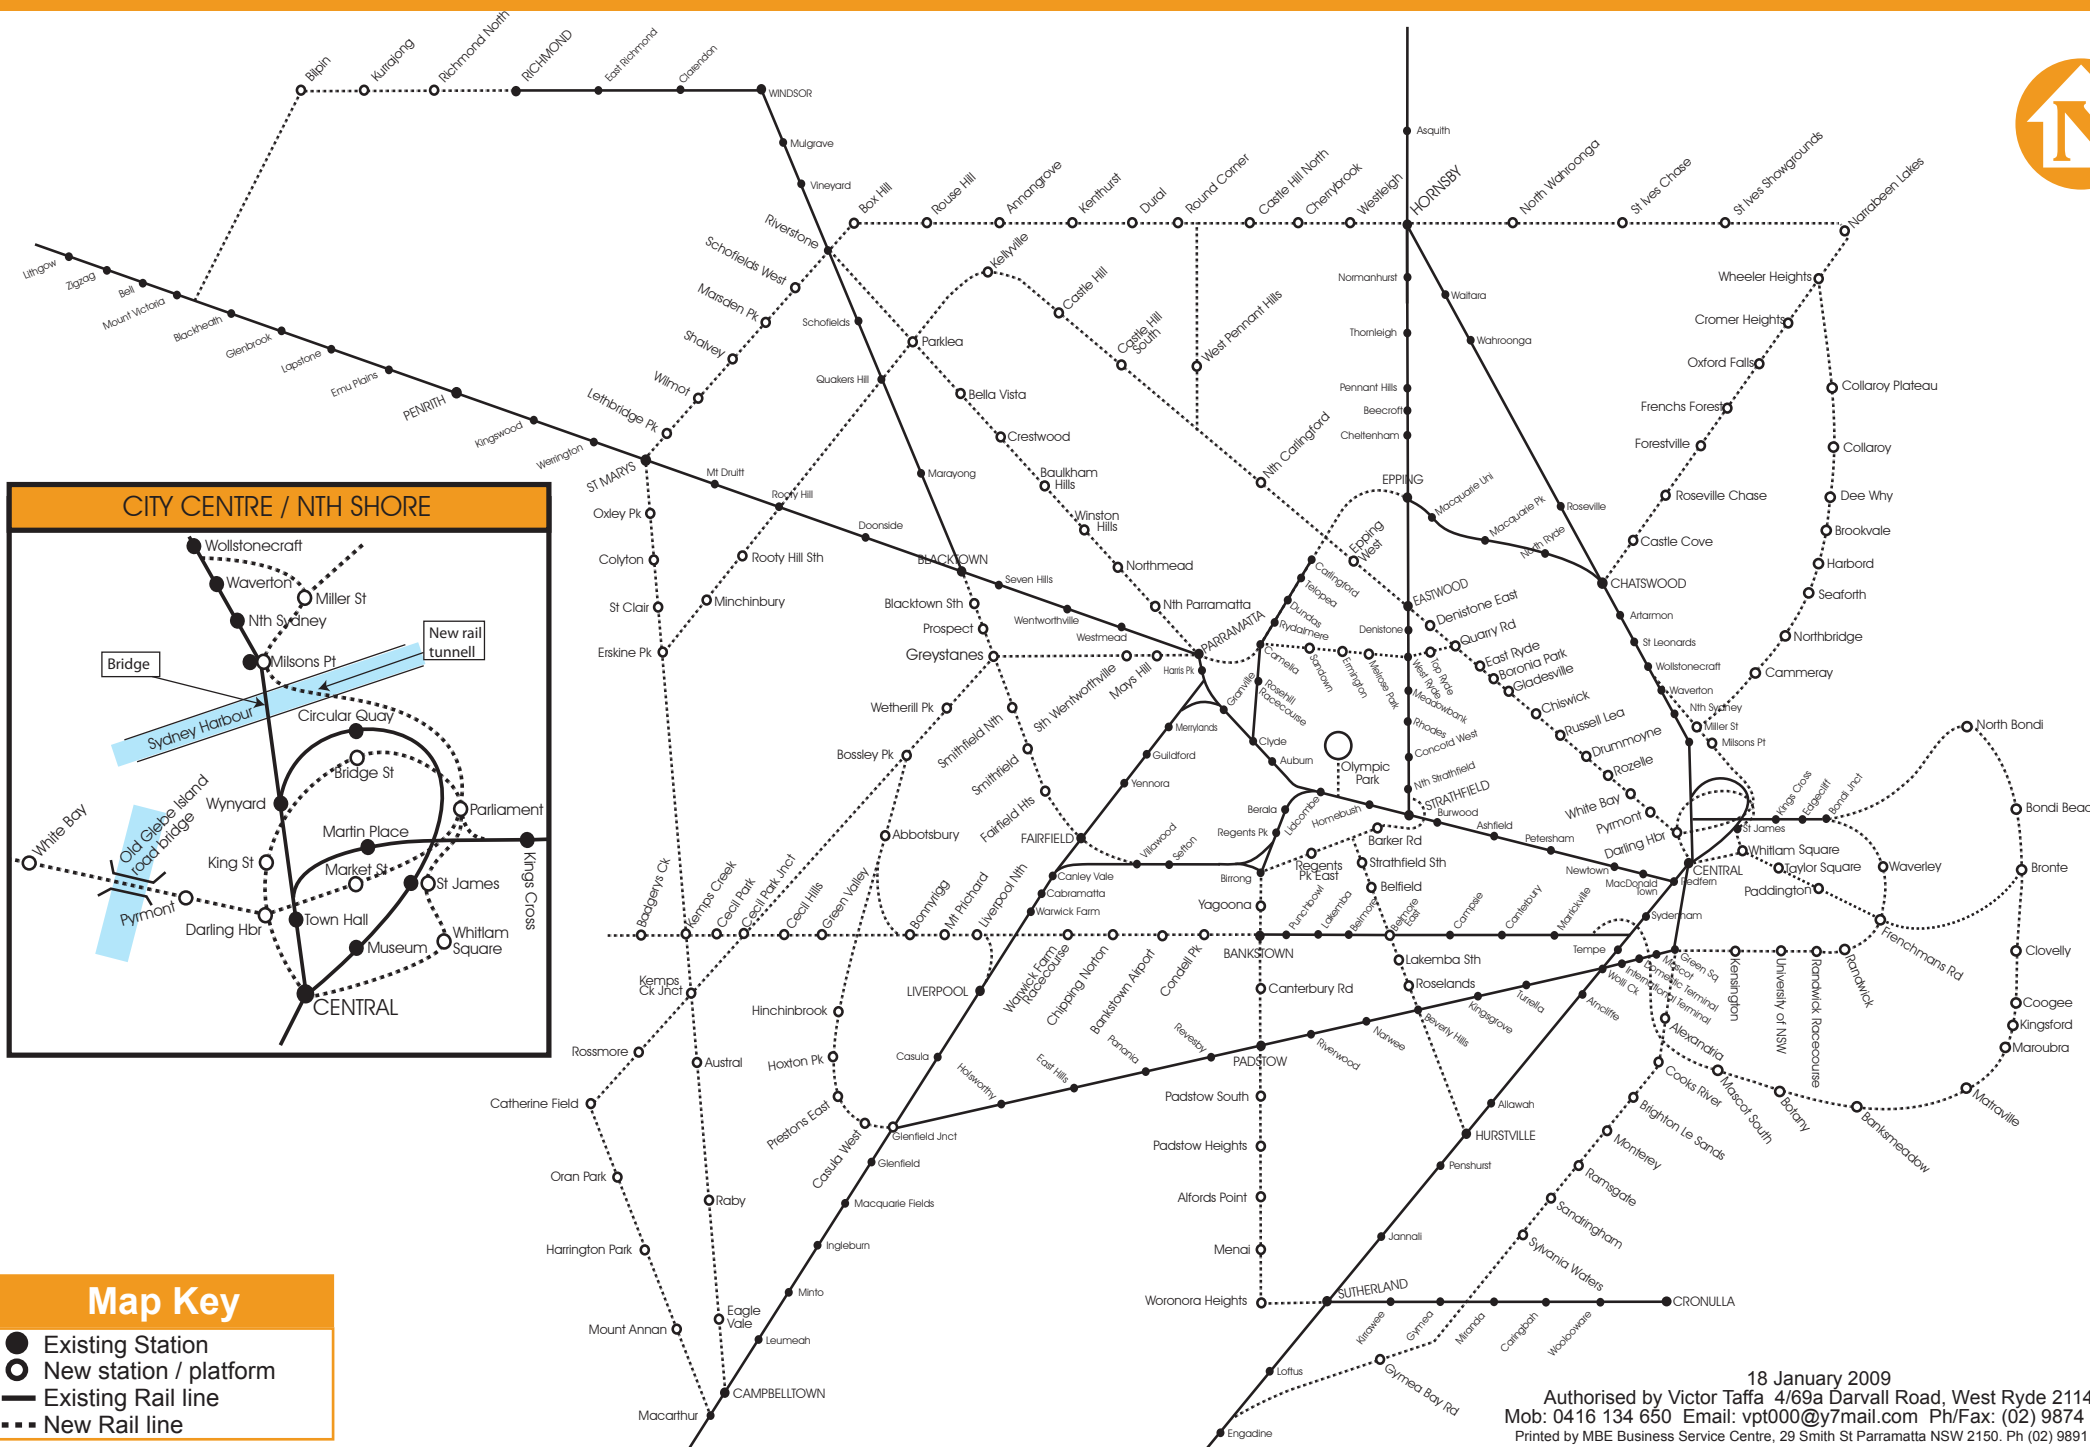 Bilpin
Kurrajong
Richmond North
RICHMOND
East Richmond
Clarendon
WINDSOR
Mulgrave
Vineyard
Riverstone
Schofields
Quakers Hill
Marayong
BLACKTOWN
N
Asquith
HORNSBY
Box Hill
Rouse Hill
Annangrove
Kenthurst
Dural
Round Corner
Castle Hill North
Cherrybrook
Westleigh
North Wahroonga
St Ives Chase
St Ives Showgrounds
Narrabeen Lakes
Lithgow
Zigzag
Bell
Mount Victoria
Blackheath
Glenbrook
Lapstone
Emu Plains
PENRITH
Kingswood
Werrington
ST MARYS
Mt Druitt
Rooty Hill
Doonside
Seven Hills
Wentworthville
Westmead
PARRAMATTA
Harris Pk
Schofields West
Marsden Pk
Shalvey
Wilmot
Lethbridge Pk
Kellyville
Parklea
Castle Hill
Castle Hill
South
West Pennant Hills
Nth Carlingford
Epping
West
Bella Vista
Crestwood
Baulkham
Hills
Winston
Hills
Northmead
Nth Parramatta
Normanhurst
Thornleigh
Pennant Hills
Beecroft
Cheltenham
EPPING
Macquarie Uni
Macquarie Pk
North Ryde
Waitara
Wahroonga
Roseville
CHATSWOOD
Artarmon
St Leonards
Wollstonecraft
Waverton
Nth Sydney
Miller St
Milsons Pt
Wheeler Heights
Cromer Heights
Oxford Falls
Frenchs Forest
Forestville
Roseville Chase
Castle Cove
Collaroy Plateau
Collaroy
Dee Why
Brookvale
Harbord
Seaforth
Northbridge
Cammeray
Oxley Pk
Colyton
St Clair
Erskine Pk
Rooty Hill Sth
Minchinbury
Blacktown Sth
Prospect
Greystanes
Sth Wentworthville
Mays Hill
Wetherill Pk
Bossley Pk
Smithfield Nth
Smithfield
Fairfield Hts
FAIRFIELD
Abbotsbury
Merrylands
Guildford
Yennora
Granville
Clyde
Auburn
Carlingford
Telopea
Dundas
Rydalmere
Camelia
Rosehill
Racecourse
Sandown
Ermington
Melrose Park
West Ryde
Top Ryde
EASTWOOD
Denistone East
Denistone
Quarry Rd
East Ryde
Boronia Park
Gladesville
Chiswick
Russell Lea
Drummoyne
Rozelle
White Bay
Pyrmont
Darling Hbr
Meadowbank
Rhodes
Concord West
Nth Strathfield
STRATHFIELD
Olympic
Park
Lidcombe
Homebush
Berala
Regents Pk
Birrong
Villawood
Sefton
Burwood
Ashfield
Petersham
Newtown
MacDonald
Town
Redfern
CENTRAL
St James
Kings Cross
Edgecliff
Bondi Jnct
Whitlam Square
Taylor Square
Paddington
Waverley
Frenchmans Rd
North Bondi
Bondi Beac
Bronte
Clovelly
Coogee
Kingsford
Maroubra
Matraville
Banksmeadow
Botany
Mascot South
Alexandria
Barker Rd
Regents
Pk East
Strathfield Sth
Belfield
Yagoona
BANKSTOWN
Punchbowl
Lakemba
Belmore
Belmore
East
Campsie
Canterbury
Marrickville
Sydenham
Tempe
Wolli Ck
International Terminal
Domestic Terminal
Mascot
Green Sq
Kensington
University of NSW
Randwick Racecourse
Randwick
Canley Vale
Cabramatta
Warwick Farm
LIVERPOOL
Casula
Badgerys Ck
Kemps Creek
Cecil Park
Cecil Park Jnct
Cecil Hills
Green Valley
Bonnyrigg
Mt Prichard
Liverpool Nth
Warwick Farm
Racecourse
Chipping Norton
Bankstown Airport
Condell Pk
Kemps
Ck Jnct
Rossmore
Catherine Field
Oran Park
Harrington Park
Mount Annan
Macarthur
Austral
Raby
Eagle
Vale
CAMPBELLTOWN
Leumeah
Minto
Ingleburn
Macquarie Fields
Glenfield
Glenfield Jnct
Hinchinbrook
Hoxton Pk
Prestons East
Casula West
Holsworthy
East Hills
Panania
Revesby
PADSTOW
Riverwood
Narwee
Beverly Hills
Kingsgrove
Turrella
Arncliffe
Canterbury Rd
Padstow South
Padstow Heights
Alfords Point
Menai
Woronora Heights
Lakemba Sth
Roselands
Allawah
HURSTVILLE
Penshurst
Jannali
SUTHERLAND
Kirrawee
Gymea
Miranda
Caringbah
Woolooware
CRONULLA
Loftus
Engadine
Gymea Bay Rd
Cooks River
Brighton Le Sands
Monterey
Ramsgate
Sandringham
Sylvania Waters
CITY CENTRE / NTH SHORE
Wollstonecraft
Waverton
Miller St
Nth Sydney
New rail
tunnell
Bridge
Milsons Pt
Sydney Harbour
Circular Quay
Bridge St
Wynyard
Parliament
Martin Place
White Bay
Old Glebe Island
road bridge
King St
Market St
St James
Kings Cross
Pyrmont
Darling Hbr
Town Hall
Museum
Whitlam
Square
CENTRAL
Map Key
Existing Station
New station / platform
Existing Rail line
New Rail line
18 January 2009
Authorised by Victor Taffa 4/69a Darvall Road, West Ryde 2114
Mob: 0416 134 650 Email: vpt000@y7mail.com Ph/Fax: (02) 9874
Printed by MBE Business Service Centre, 29 Smith St Parramatta NSW 2150. Ph (02) 9891